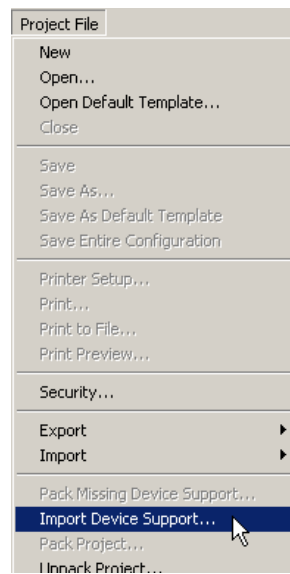 Project File
New
Open...
Open Default Template...
Close
Save
Save As...
Save As Default Template
Save Entire Configuration
Printer Setup...
Print...
Print to File...
Print Preview...
Security...
Export
Import
Pack Missing Device Support...
Import Device Support...
Pack Project...
Unpack Project...